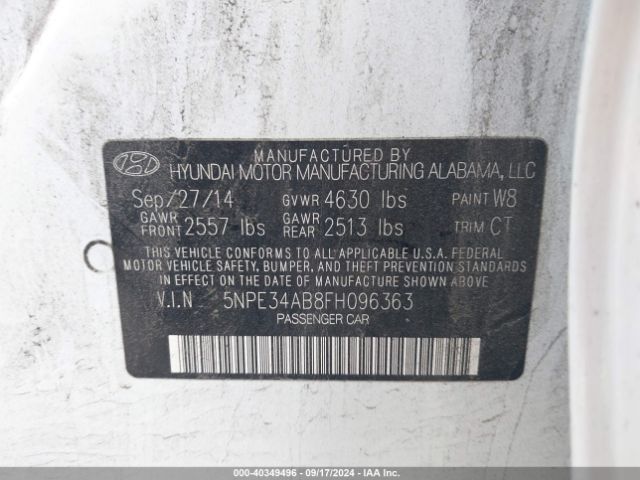 MANUFACTURED BY
HYUNDAI MOTOR MANUFACTURING ALABAMA, LLC
Sep/27/14 GVWR 4630 lbs PAINT W8
GAWR FRONT 2557 lbs GAWR REAR 2513 lbs TRIM CT
THIS VEHICLE CONFORMS TO ALL APPLICABLE U.S.A. FEDERAL
MOTOR VEHICLE SAFETY, BUMPER, AND THEFT PREVENTION
STANDARDS IN EFFECT ON THE DATE OF MANUFACTURE SHOWN ABOVE
V.I.N 5NPE34AB8FH096363
PASSENGER CAR
000-40349496 - 09/17/2024 - IAA Inc.